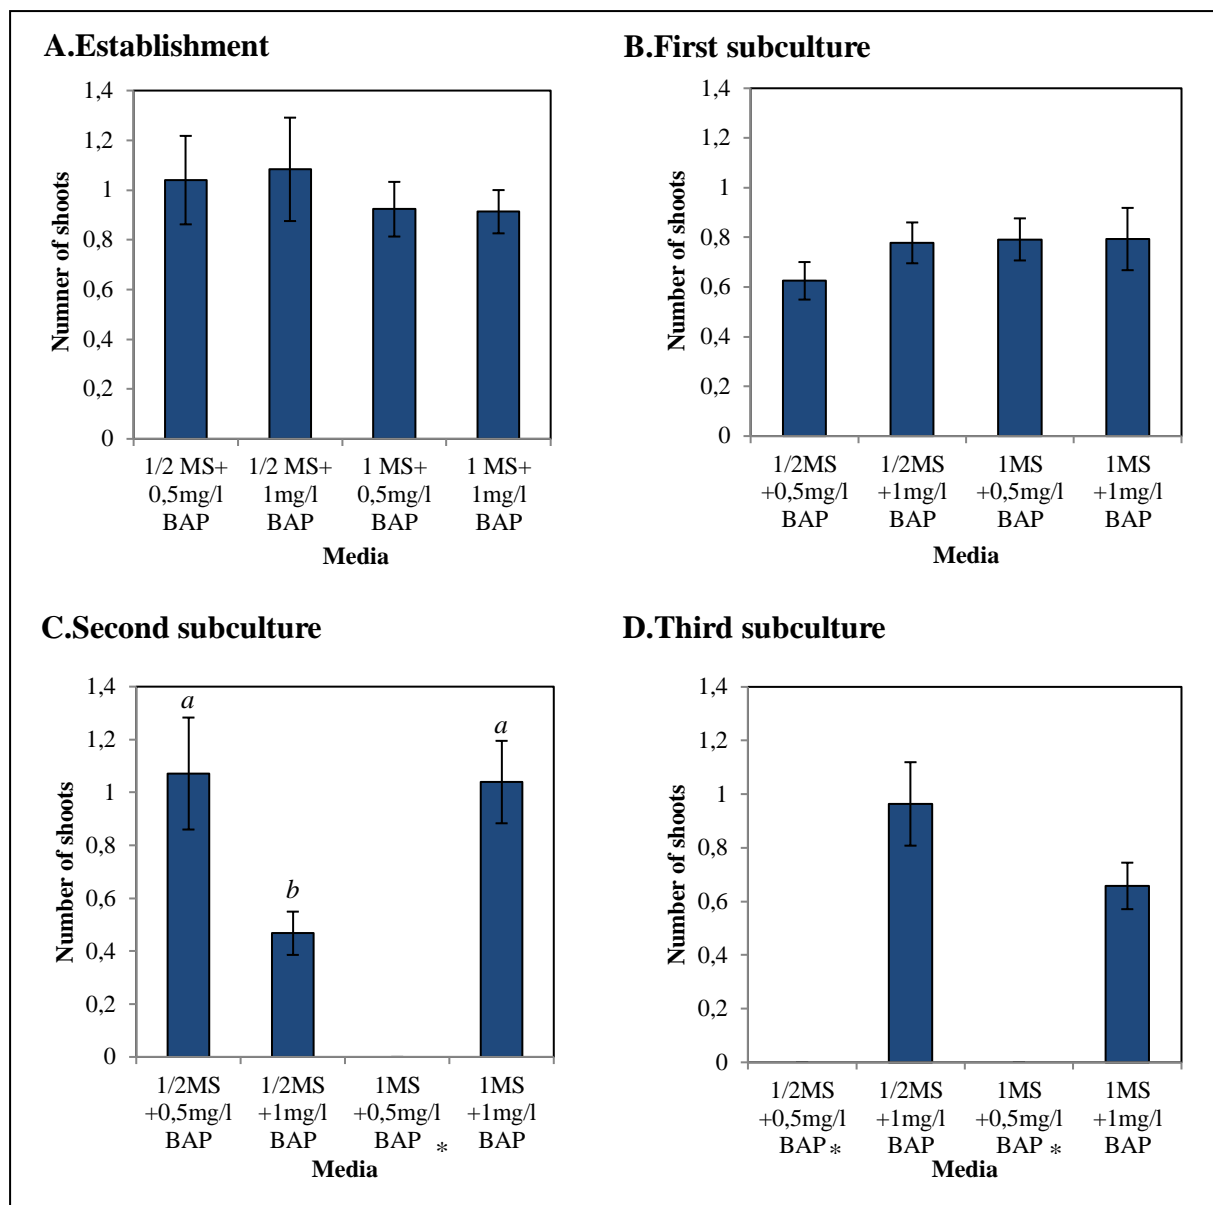 A.Establishment
Numner of shoots
1,4
1,2
1
0,8
0,6
0,4
0,2
0
1/2 MS+ 1/2 MS+ 1 MS+ 1 MS+
0,5mg/l 1mg/l 0,5mg/l 1mg/l
BAP BAP BAP BAP
Media
B.First subculture
Number of shoots
1,4
1,2
1
0,8
0,6
0,4
0,2
0
1/2MS 1/2MS 1MS 1MS
+0,5mg/l +1mg/l +0,5mg/l +1mg/l
BAP BAP BAP BAP
Media
C.Second subculture
Number of shoots
1,4
1,2
1
0,8
0,6
0,4
0,2
0
a
b
a
1/2MS 1/2MS 1MS 1MS
+0,5mg/l +1mg/l +0,5mg/l +1mg/l
BAP BAP BAP * BAP
Media
D.Third subculture
Number of shoots
1,4
1,2
1
0,8
0,6
0,4
0,2
0
1/2MS 1/2MS 1MS 1MS
+0,5mg/l +1mg/l +0,5mg/l +1mg/l
BAP* BAP BAP* BAP
Media